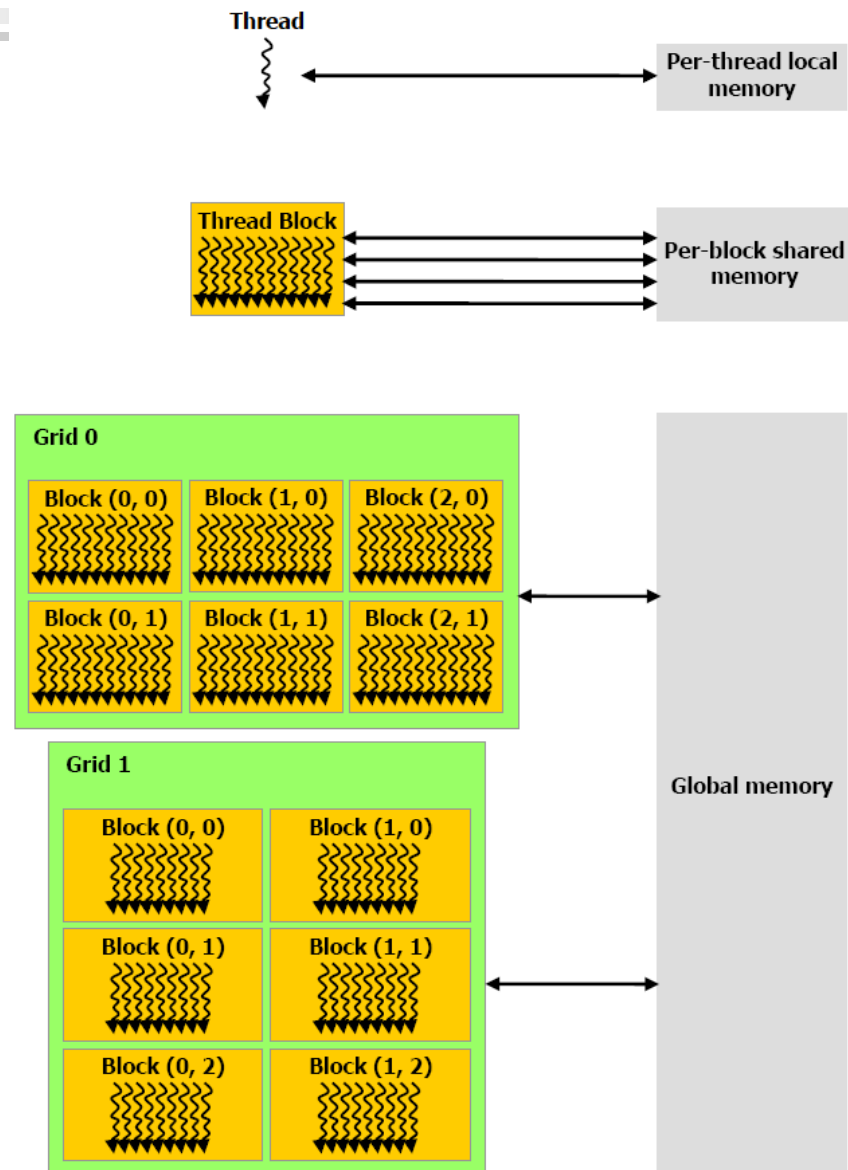 Thread
Per-thread local
memory
Thread Block
Per-block shared
memory
Grid 0
Block (0, 0) Block (1, 0) Block (2, 0)
Block (0, 1) Block (1, 1) Block (2, 1)
Global memory
Grid 1
Block (0, 0) Block (1, 0)
Block (0, 1) Block (1, 1)
Block (0, 2) Block (1, 2)